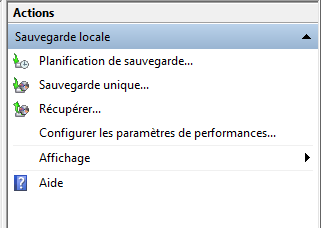 Actions
Sauvegarde locale
Planification de sauvegarde...
Sauvegarde unique...
Récupérer...
Configurer les paramètres de performances...
Affichage
Aide